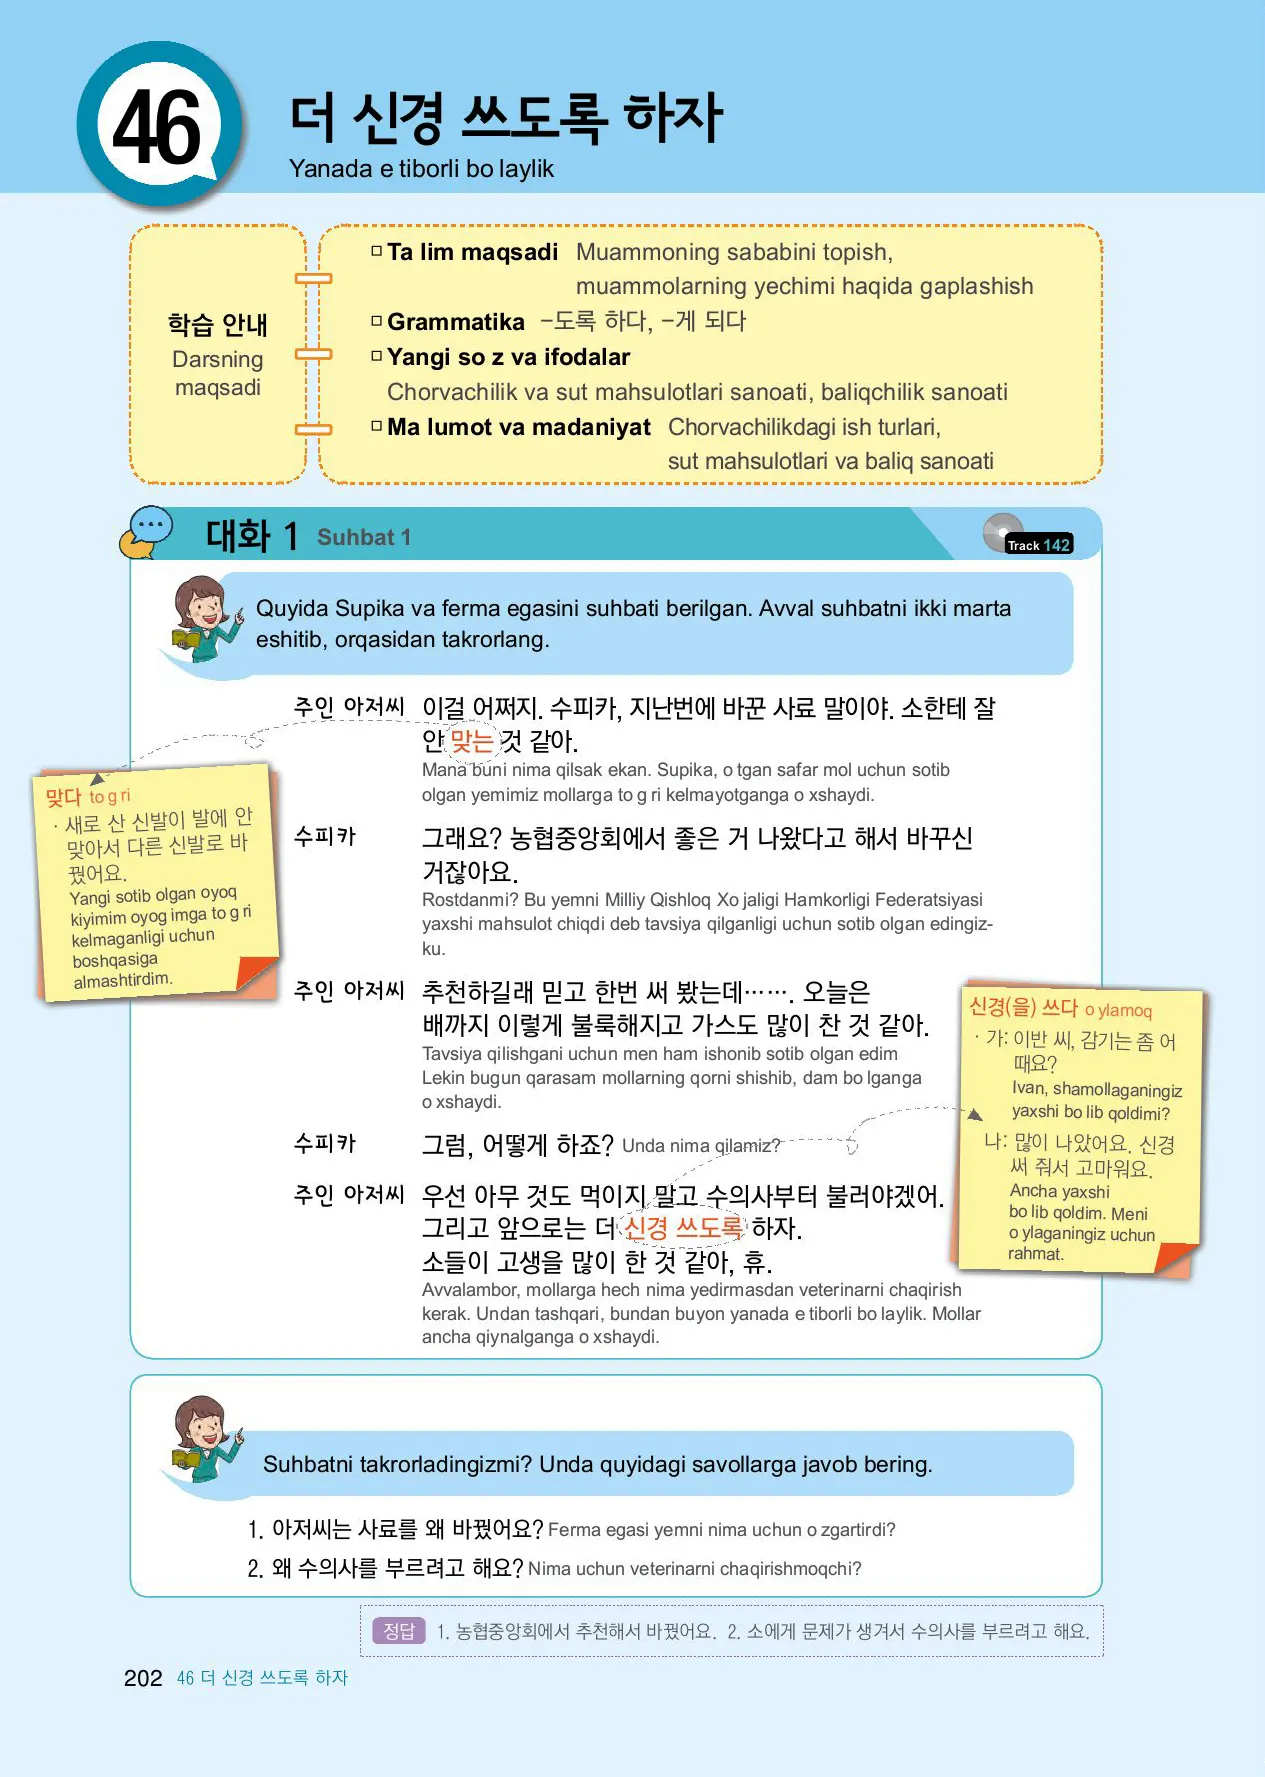 46
더 신경 쓰도록 하자
Yanada e tiborli bo laylik
학습 안내
Darsning
maqsadi
□ Ta lim maqsadi Muammoning sababini topish,
muammolarning yechimi haqida gaplashish
□ Grammatika -도록 하다, -게 되다
□ Yangi so z va ifodalar
Chorvachilik va sut mahsulotlari sanoati, baliqchilik sanoati
□ Ma lumot va madaniyat Chorvachilikdagi ish turlari,
sut mahsulotlari va baliq sanoati
대화 1 Suhbat 1
Track 142
Quyida Supika va ferma egasini suhbati berilgan. Avval suhbatni ikki marta
eshitib, orqasidan takrorlang.
주인 아저씨 이걸 어쩌지. 수피카, 지난번에 바꾼 사료 말이야. 소한테 잘
안 맞는 것 같아.
Mana buni nima qilsak ekan. Supika, o tgan safar mol uchun sotib
olgan yemimiz mollarga to g ri kelmayotganga o xshaydi.
맞다 to g ri
· 새로 산 신발이 발에 안
맞아서 다른 신발로 바
꿨어요.
Yangi sotib olgan oyoq
kiyimim oyog imga to g ri
kelmaganligi uchun
boshqasiga
almashtirdim.
수피카 그래요? 농협중앙회에서 좋은 거 나왔다고 해서 바꾸신
거잖아요.
Rostdanmi? Bu yemni Milliy Qishloq Xo jaligi Hamkorligi Federatsiyasi
yaxshi mahsulot chiqdi deb tavsiya qilganligi uchun sotib olgan edingiz-
ku.
주인 아저씨 추천하길래 믿고 한번 써 봤는데……. 오늘은
배까지 이렇게 불룩해지고 가스도 많이 찬 것 같아.
Tavsiya qilishgani uchun men ham ishonib sotib olgan edim
Lekin bugun qarasam mollarning qorni shishib, dam bo lganga
o xshaydi.
수피카 그럼, 어떻게 하죠? Unda nima qilamiz?
주인 아저씨 우선 아무 것도 먹이지 말고 수의사부터 불러야겠어.
그리고 앞으로는 더 신경 쓰도록 하자.
소들이 고생을 많이 한 것 같아, 휴.
Avvalambor, mollarga hech nima yedirmasdan veterinarni chaqirish
kerak. Undan tashqari, bundan buyon yanada e tiborli bo laylik. Mollar
ancha qiynalganga o xshaydi.
신경(을) 쓰다 o ylamoq
· 가: 이반 씨, 감기는 좀 어
때요?
Ivan, shamollaganingiz
yaxshi bo lib qoldimi?
나: 많이 나았어요. 신경
써 줘서 고마워요.
Ancha yaxshi
bo lib qoldim. Meni
o ylaganingiz uchun
rahmat.
Suhbatni takrorladingizmi? Unda quyidagi savollarga javob bering.
1. 아저씨는 사료를 왜 바꿨어요? Ferma egasi yemni nima uchun o zgartirdi?
2. 왜 수의사를 부르려고 해요? Nima uchun veterinarni chaqirishmoqchi?
정답 1. 농협중앙회에서 추천해서 바꿨어요. 2. 소에게 문제가 생겨서 수의사를 부르려고 해요.
202 46 더 신경 쓰도록 하자